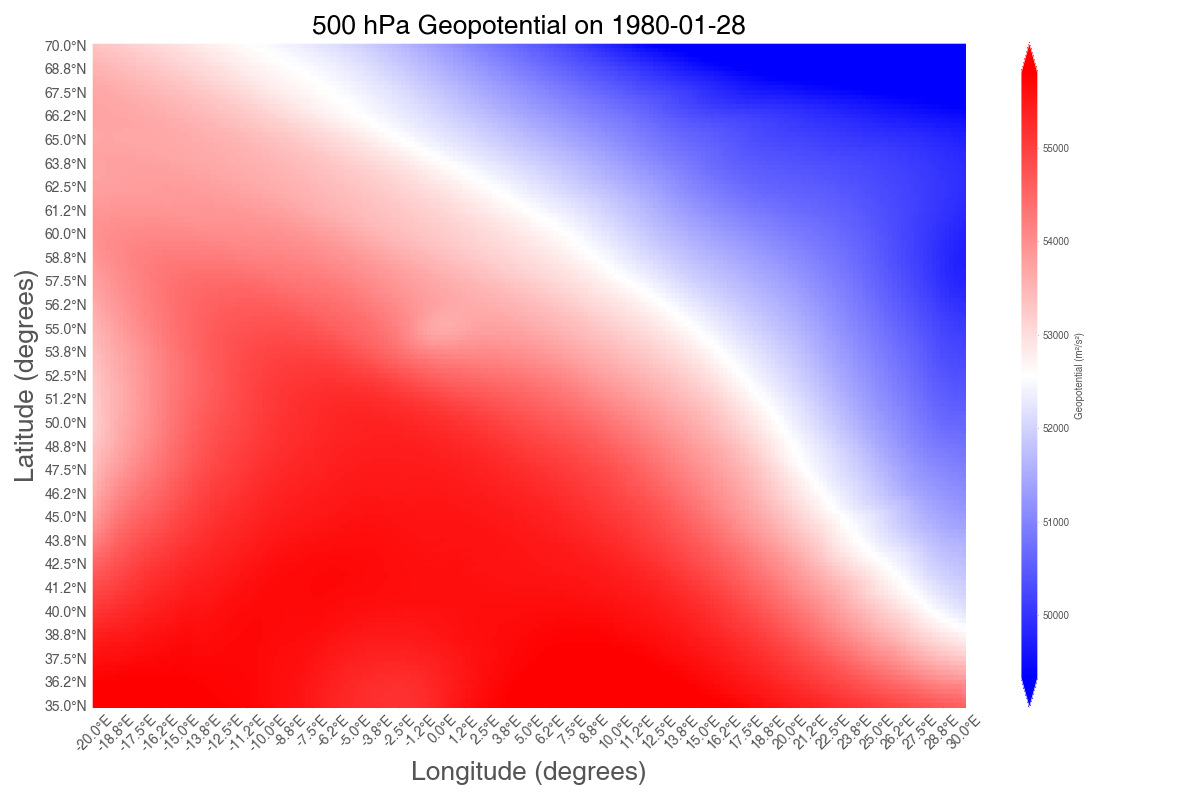 500 hPa Geopotential on 1980-01-28
70.0°N
68.8°N
67.5°N
66.2°N
65.0°N
63.8°N
62.5°N
61.2°N
60.0°N
58.8°N
57.5°N
56.2°N
55.0°N
53.8°N
52.5°N
51.2°N
50.0°N
48.8°N
47.5°N
46.2°N
45.0°N
43.8°N
42.5°N
41.2°N
40.0°N
38.8°N
37.5°N
36.2°N
35.0°N
Latitude (degrees)
-20.0°E
-18.8°E
-17.5°E
-16.2°E
-15.0°E
-13.8°E
-12.5°E
-11.2°E
-10.0°E
-8.8°E
-7.5°E
-6.2°E
-5.0°E
-3.8°E
-2.5°E
-1.2°E
0.0°E
1.2°E
2.5°E
3.8°E
5.0°E
6.2°E
7.5°E
8.8°E
10.0°E
11.2°E
12.5°E
13.8°E
15.0°E
16.2°E
17.5°E
18.8°E
20.0°E
21.2°E
22.5°E
23.8°E
25.0°E
26.2°E
27.5°E
28.8°E
30.0°E
Longitude (degrees)
55000
54000
53000
52000
51000
50000
Geopotential (m²/s²)